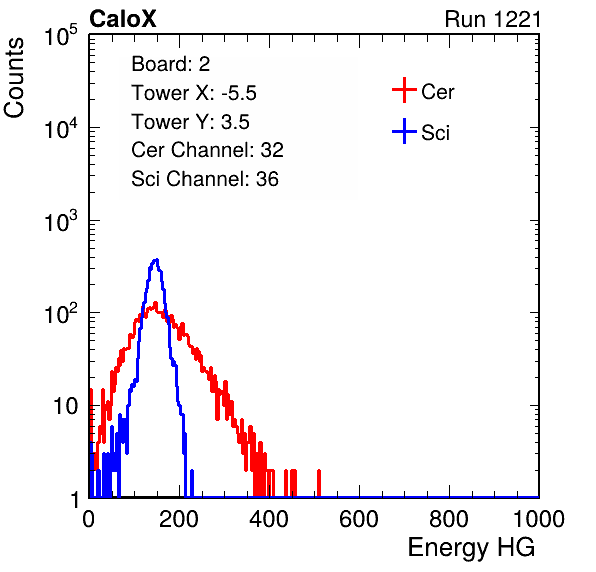 CaloX Run 1221
Counts
10^5
10^4
10^3
10^2
10
1
Board: 2
Tower X: -5.5
Tower Y: 3.5
Cer Channel: 32
Sci Channel: 36
Cer
Sci
0 200 400 600 800 1000
Energy HG